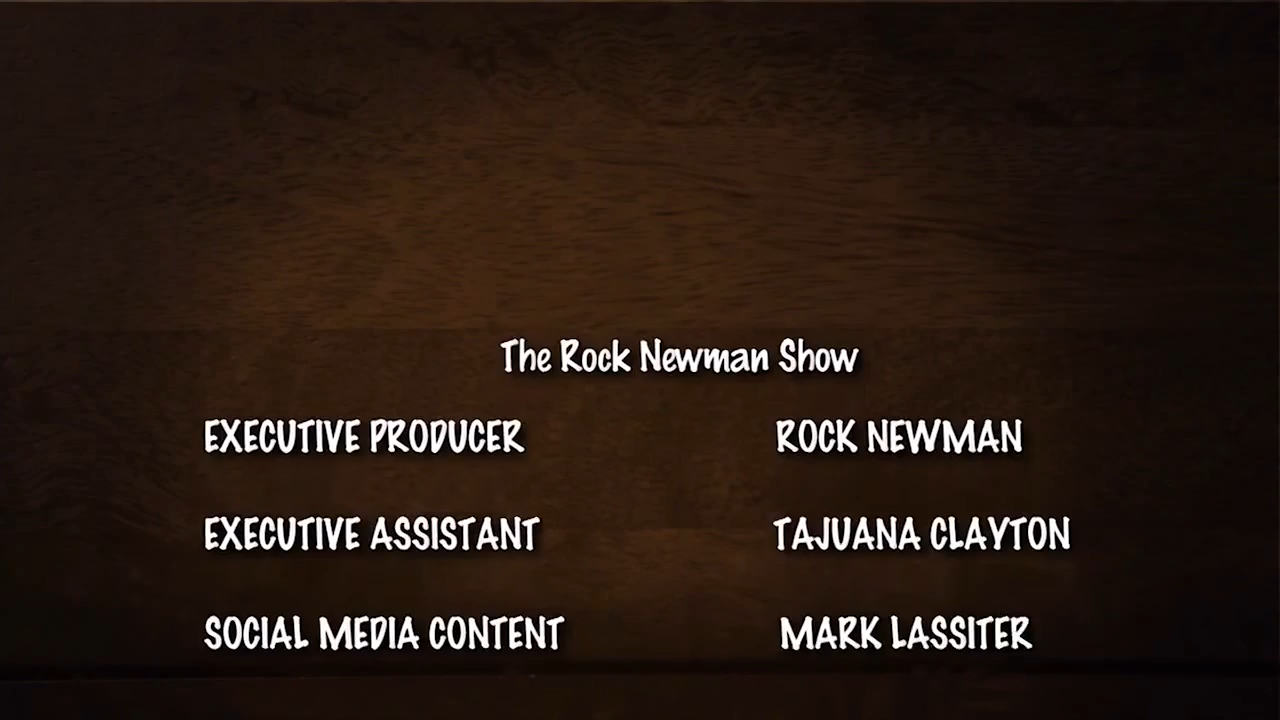 The Rock Newman Show
EXECUTIVE PRODUCER ROCK NEWMAN
EXECUTIVE ASSISTANT TAJUANA CLAYTON
SOCIAL MEDIA CONTENT MARK LASSITER